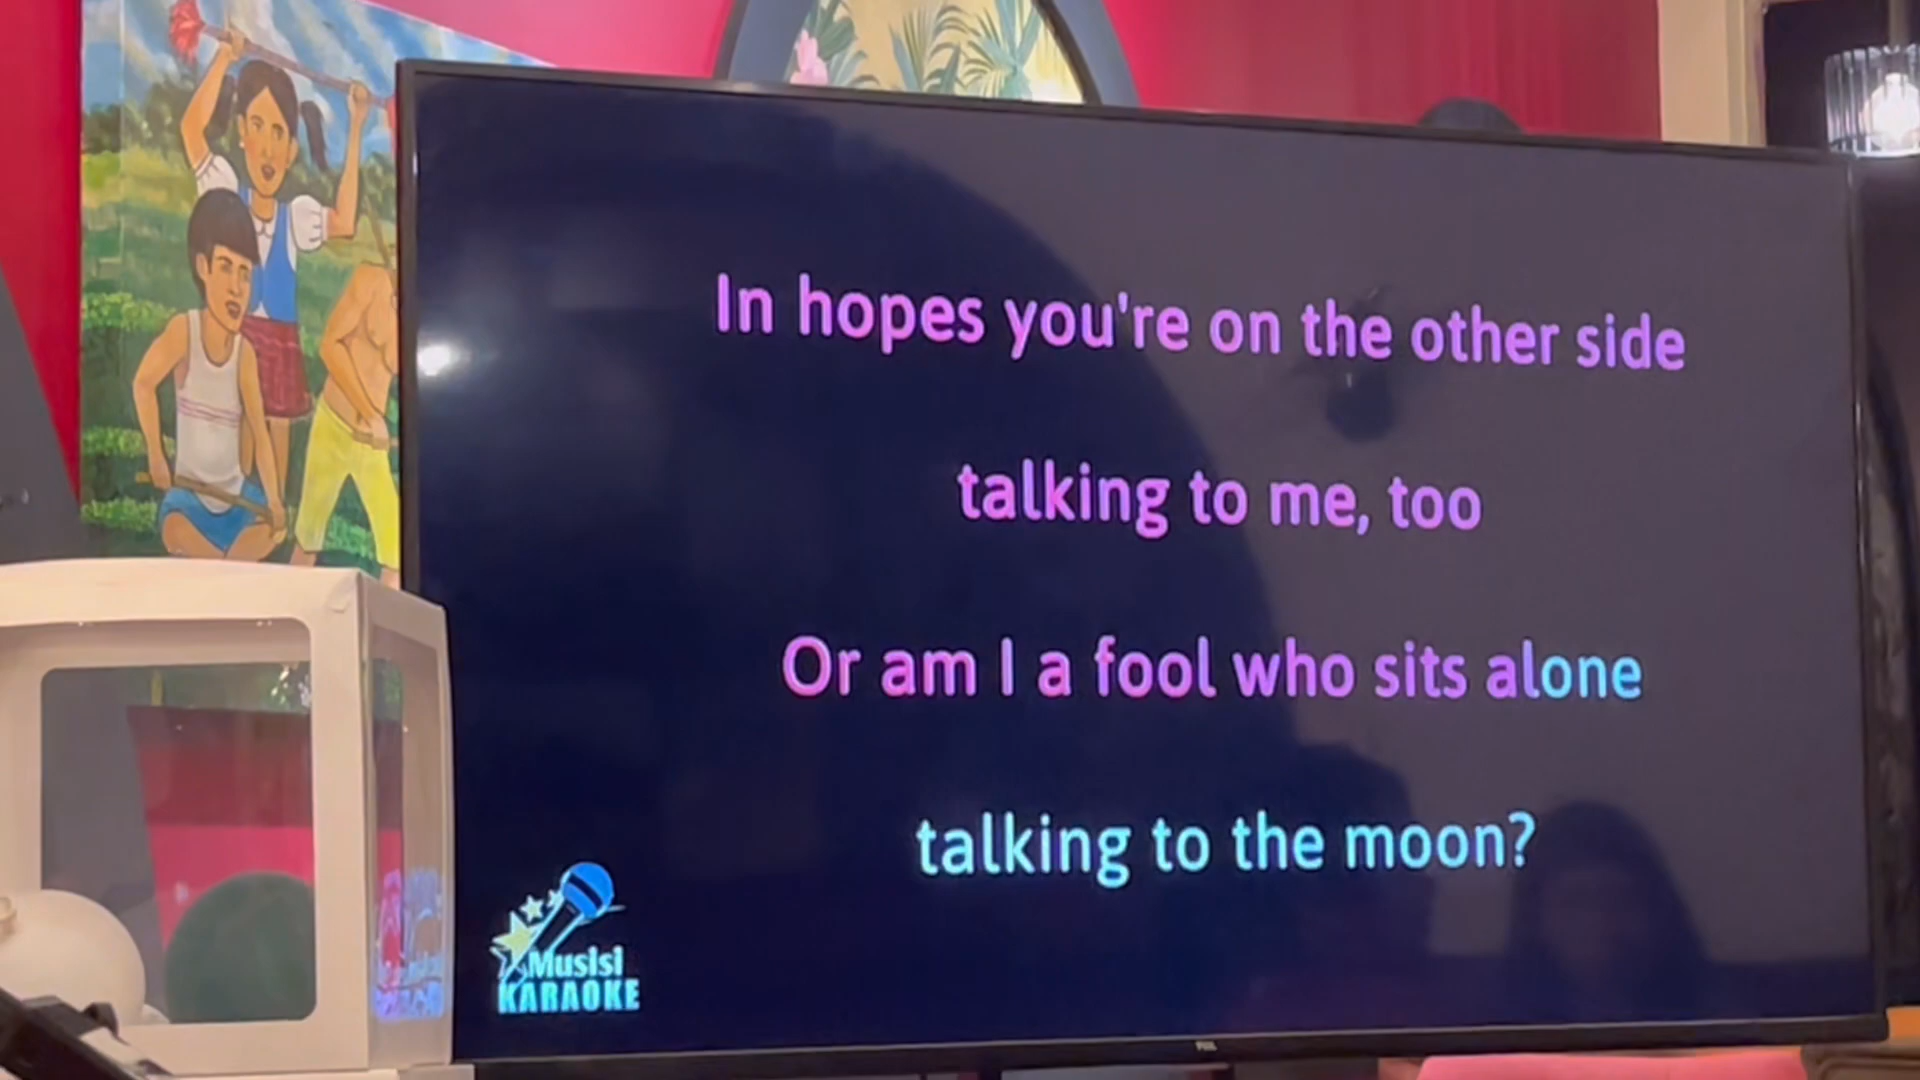 In hopes you're on the other side
talking to me, too
Or am I a fool who sits alone
talking to the moon?
Musisi
KARAOKE